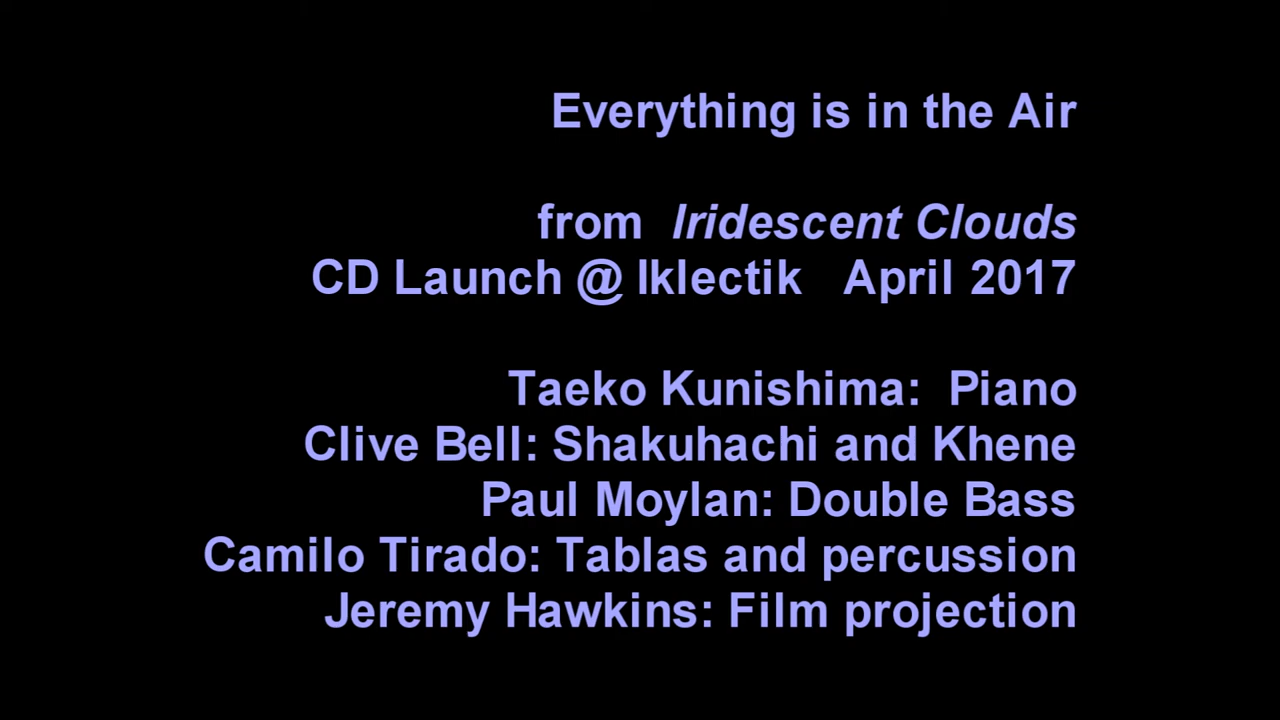 Everything is in the Air
from Iridescent Clouds
CD Launch @ Iklectik April 2017
Taeko Kunishima: Piano
Clive Bell: Shakuhachi and Khene
Paul Moylan: Double Bass
Camilo Tirado: Tablas and percussion
Jeremy Hawkins: Film projection